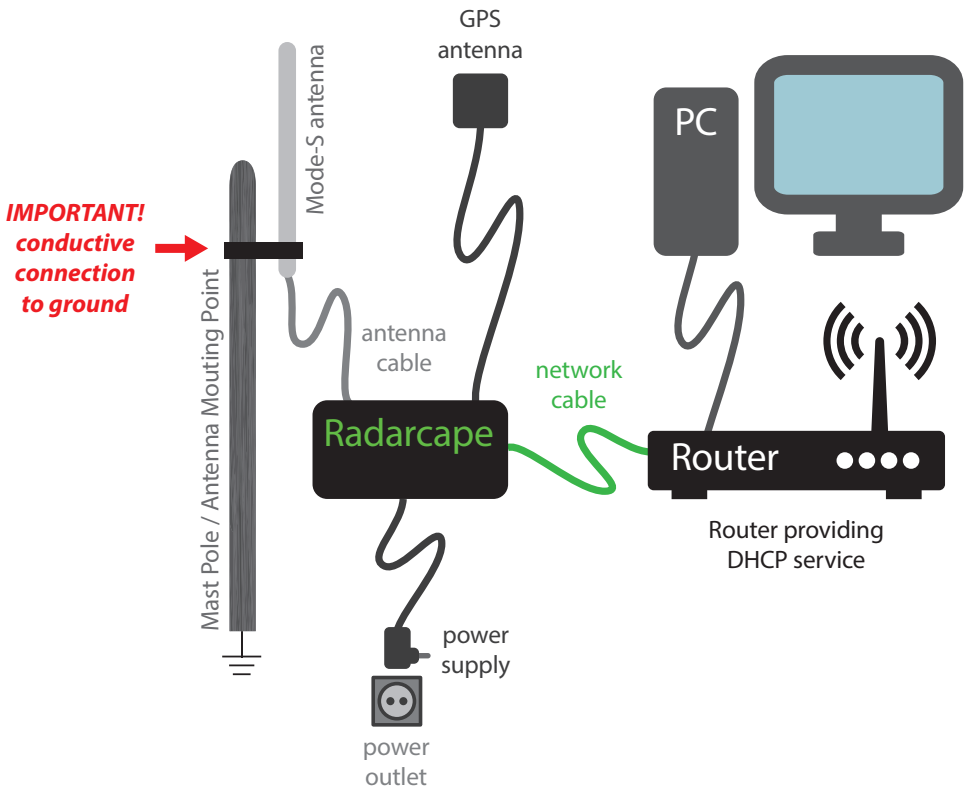 GPS
antenna
Mode-S antenna
PC
IMPORTANT!
conductive
connection
to ground
Mast Pole / Antenna Mouting Point
antenna
cable
network
cable
Radarcape
Router
Router providing
DHCP service
power
supply
power
outlet